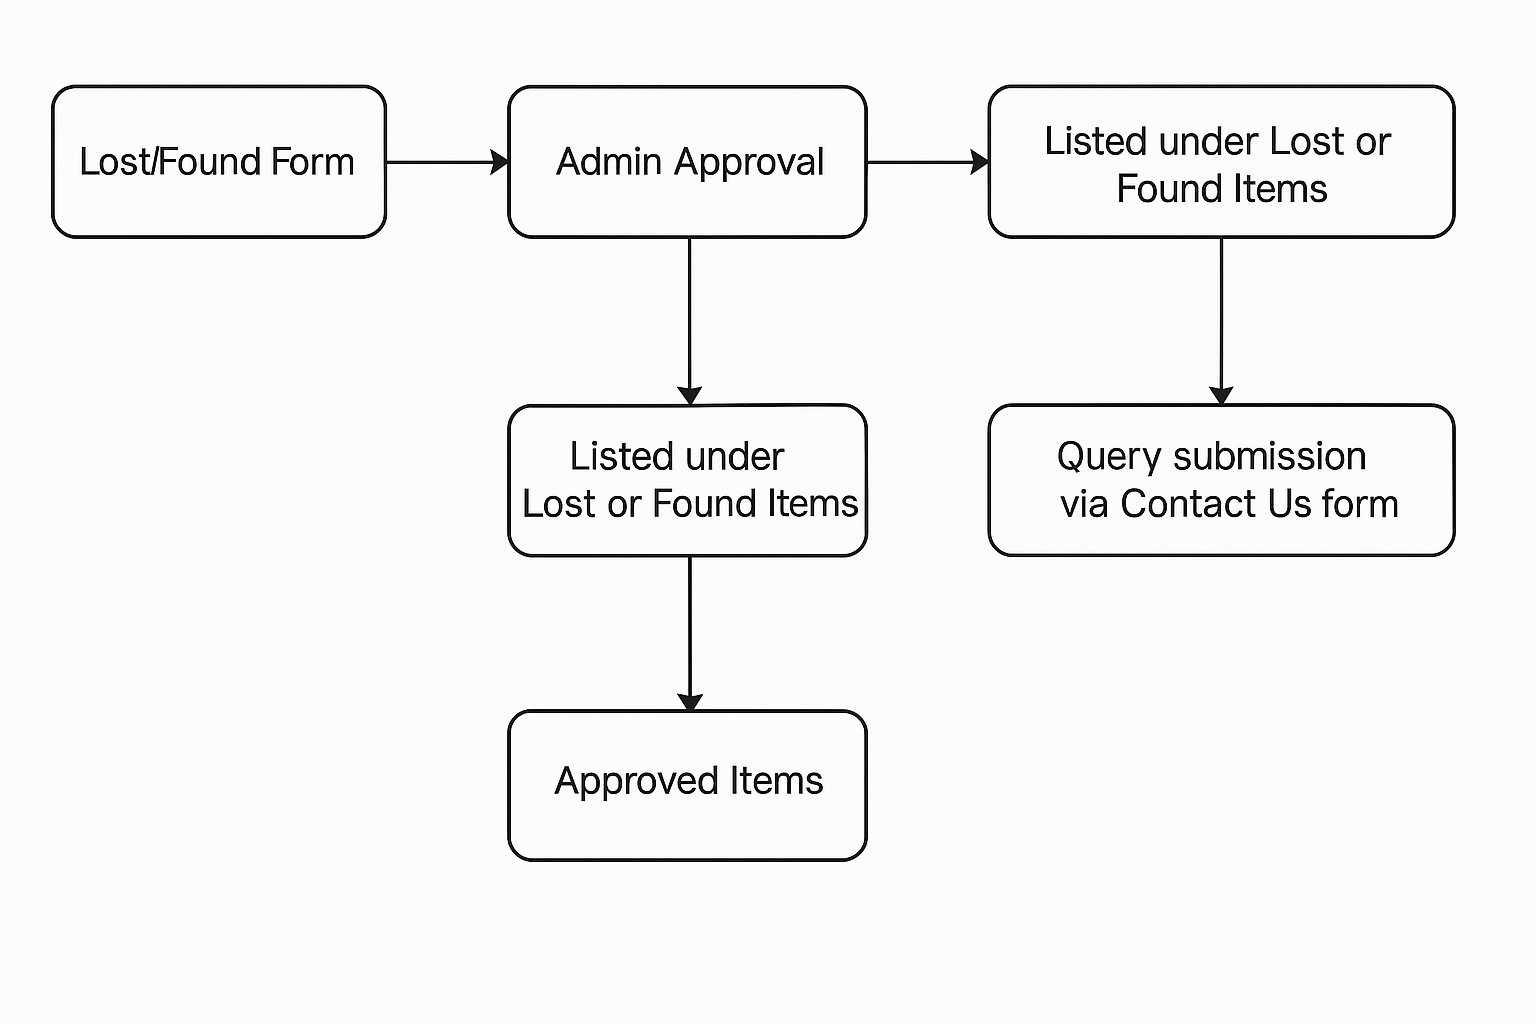 Lost/Found Form
Admin Approval
Listed under Lost or
Found Items
Listed under
Lost or Found Items
Query submission
via Contact Us form
Approved Items